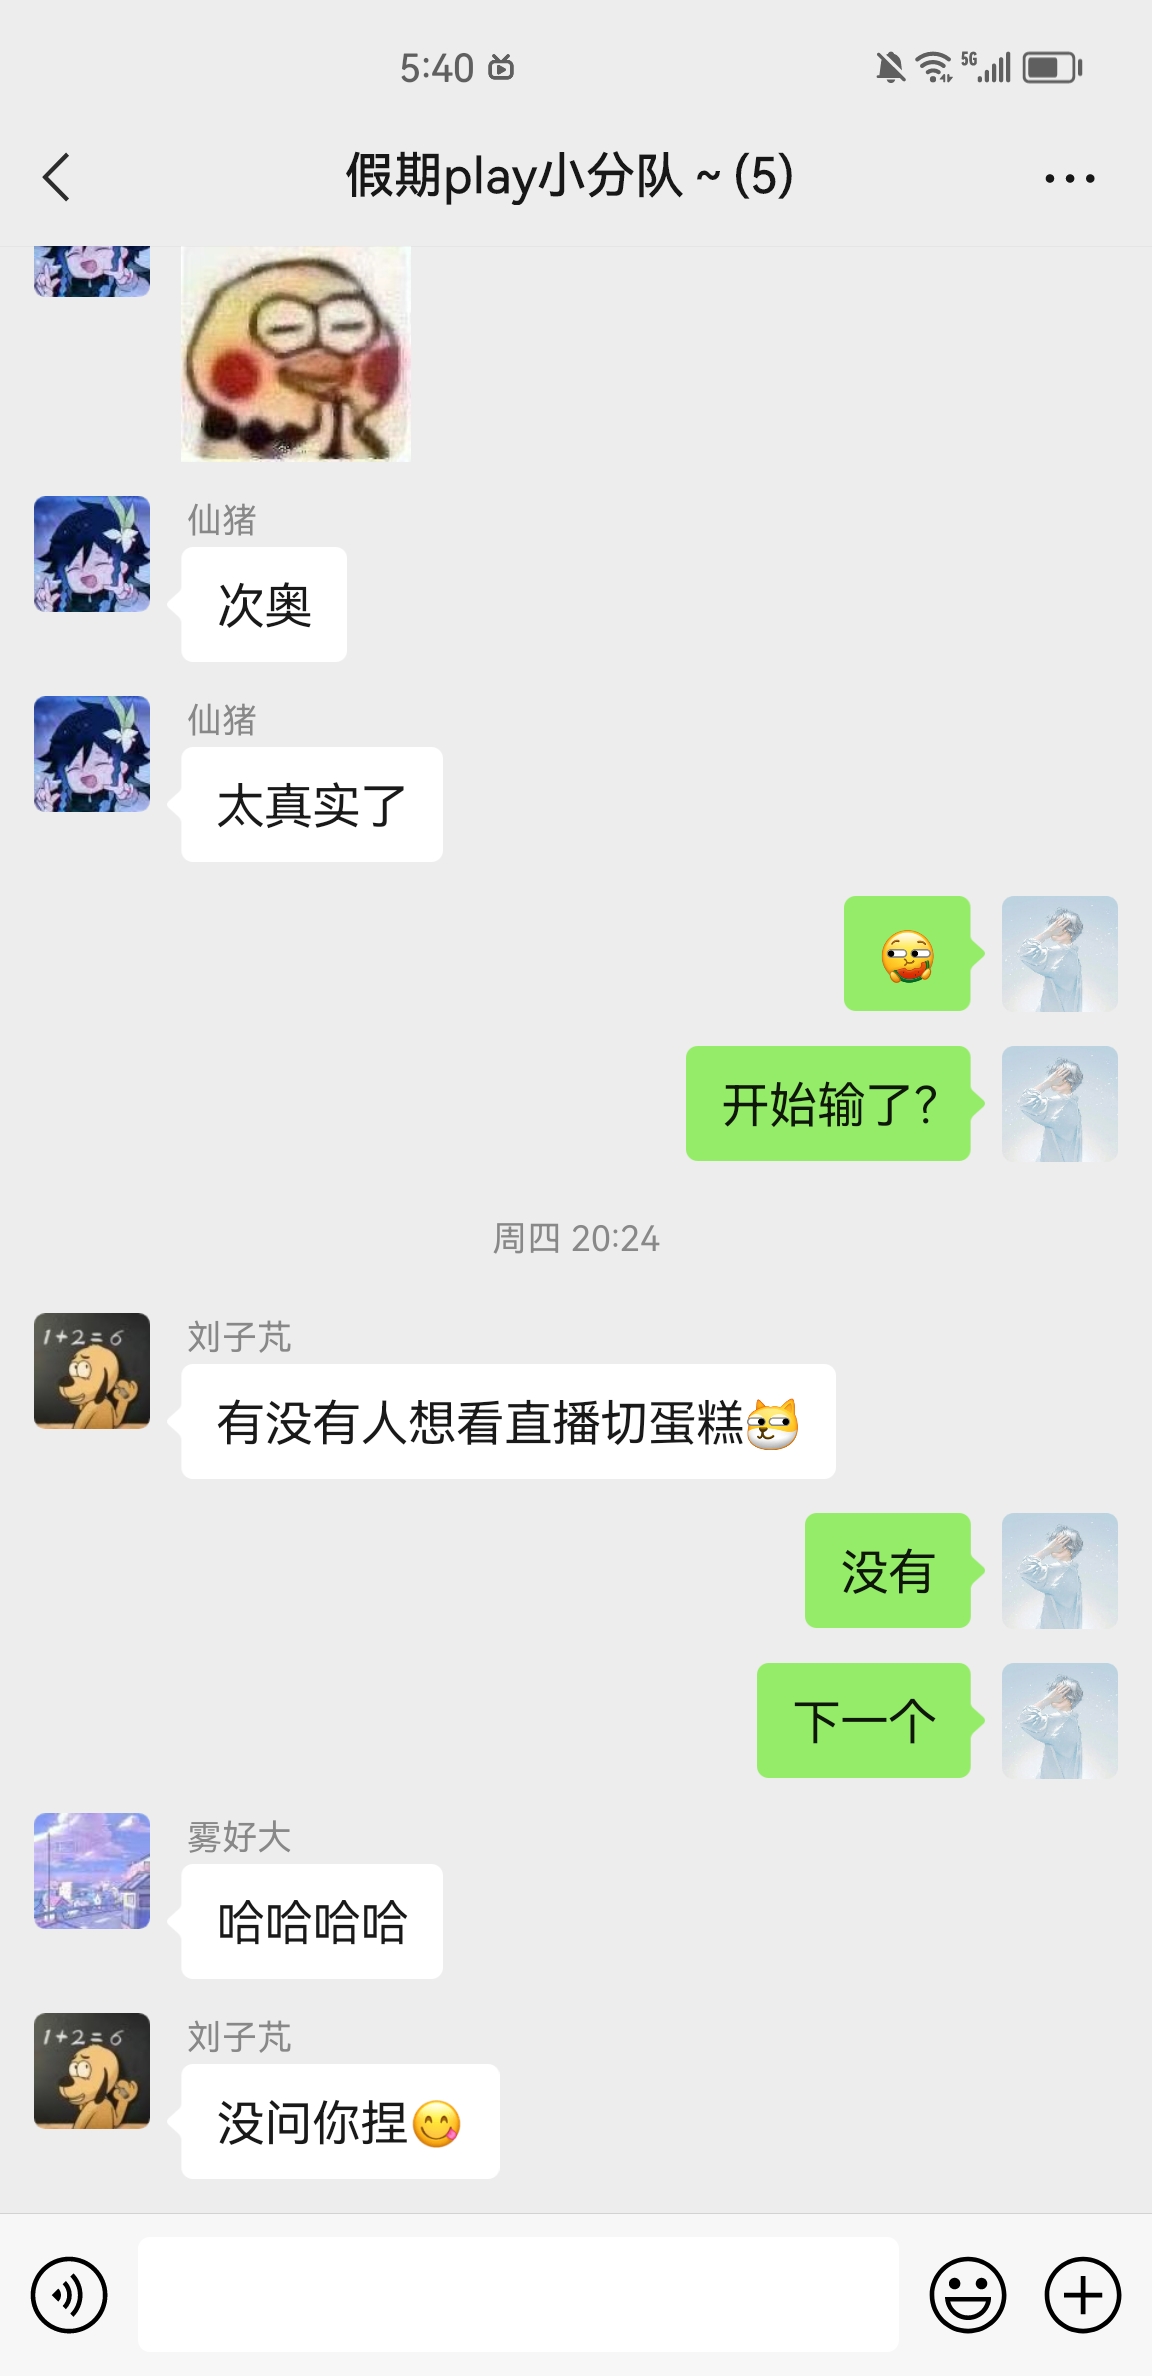 5:40
5G
假期play小分队 ~ (5)
仙猪
次奥
仙猪
太真实了
开始输了?
周四 20:24
1+2=6
刘子芃
有没有人想看直播切蛋糕
没有
下一个
雾好大
哈哈哈哈
1+2=6
刘子芃
没问你捏